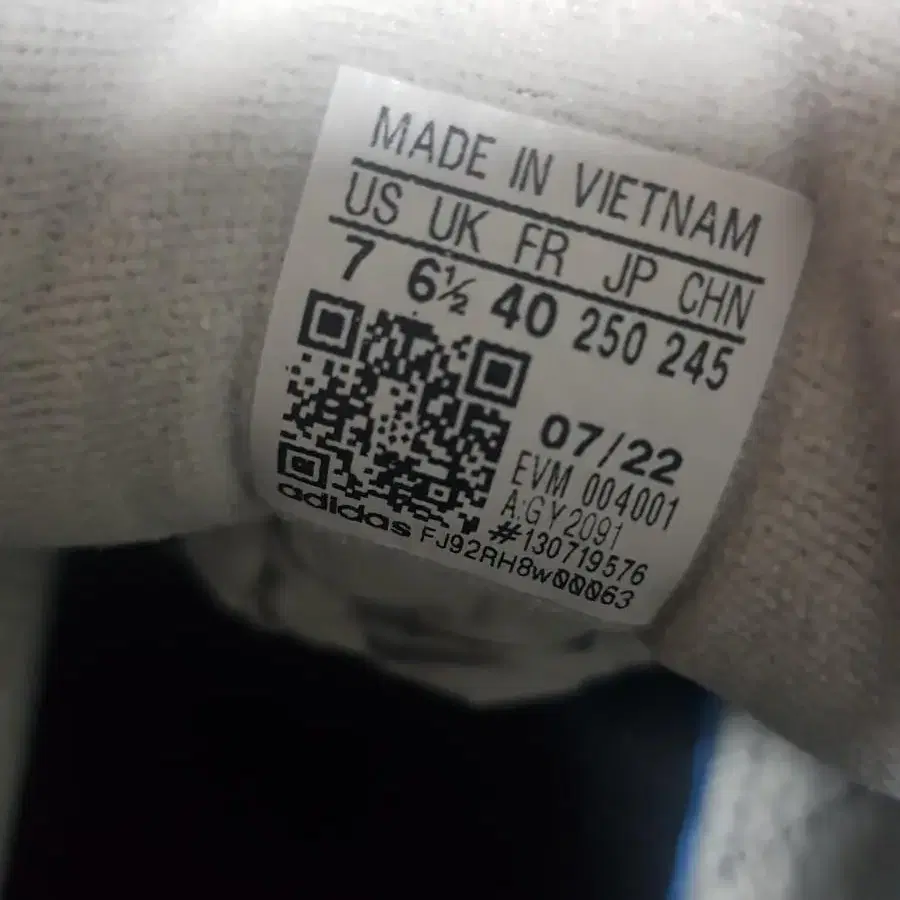 MADE IN VIETNAM
US UK FR JP CHN
7 6½ 40 250 245
07/22
EVM 004001
A:GY2091
#130719576
adidas FJ92RH8w00063